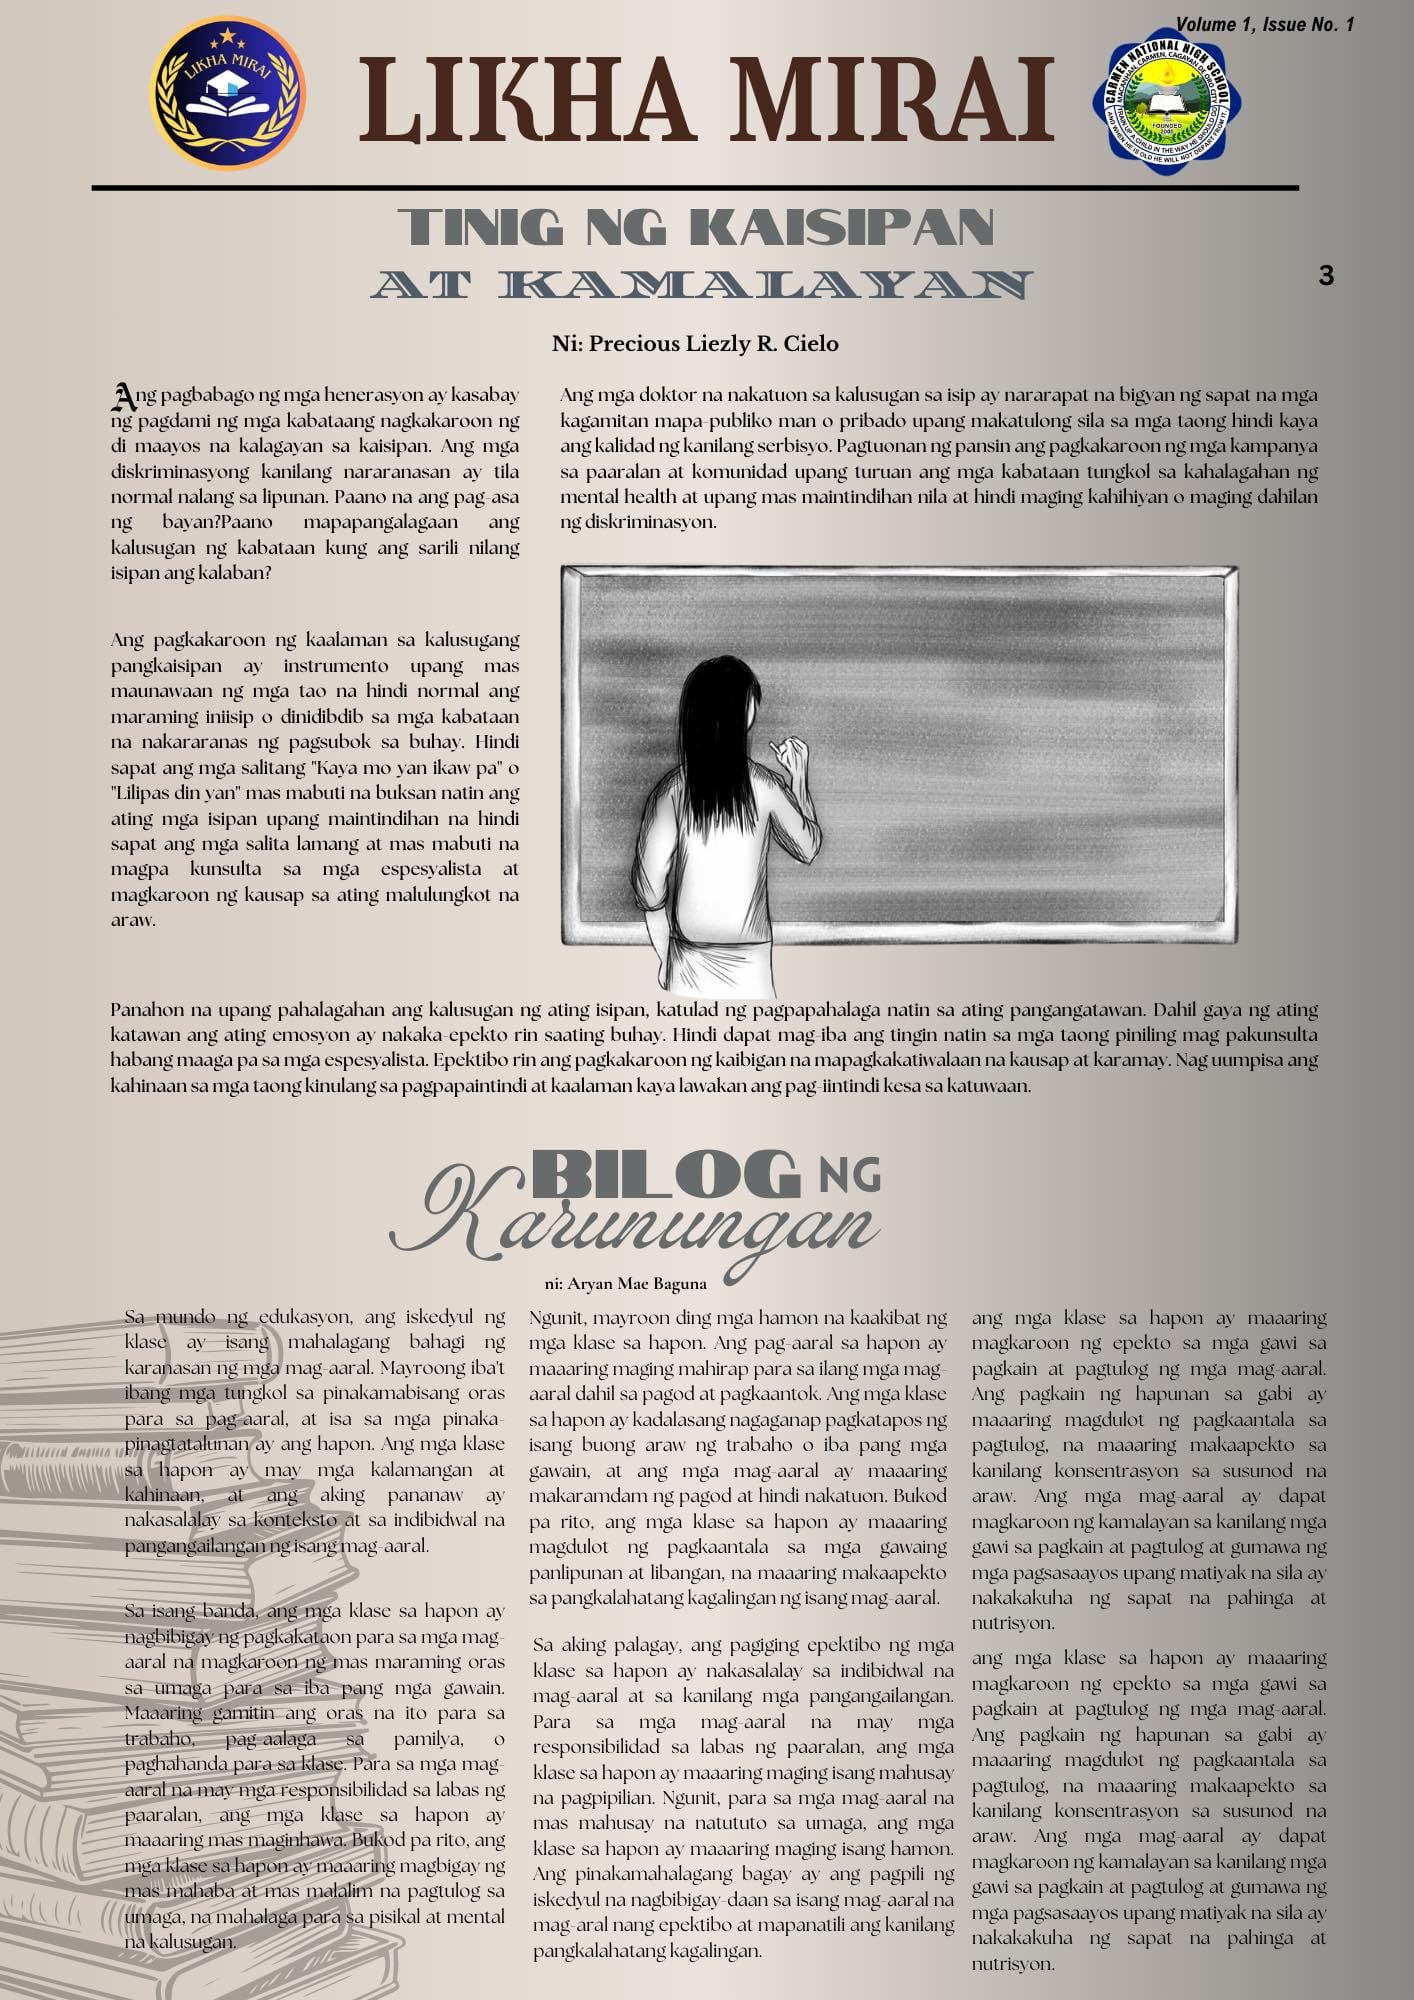 Volume 1, Issue No. 1
LIKHA MIRAI
LIKHA MIRAI
CARMEN NATIONAL HIGH SCHOOL
MACANHAN, CARMEN, CAGAYAN DE ORO CITY
FOUNDED
TRAIN UP A CHILD IN THE WAY HE SHOULD GO
AND WHEN HE IS OLD HE WILL NOT DEPART FROM IT
TINIG NG KAISIPAN
AT KAMALAYAN
3
Ni: Precious Liezly R. Cielo
Ang pagbabago ng mga henerasyon ay kasabay
ng pagdami ng mga kabataang nagkakaroon ng
di maayos na kalagayan sa kaisipan. Ang mga
diskriminasyong kanilang nararanasan ay tila
normal nalang sa lipunan. Paano na ang pag-asa
ng bayan?Paano mapapangalagaan ang
kalusugan ng kabataan kung ang sarili nilang
isipan ang kalaban?
Ang pagkakaroon ng kaalaman sa kalusugang
pangkaisipan ay instrumento upang mas
maunawaan ng mga tao na hindi normal ang
maraming iniisip o dinidibdib sa mga kabataan
na nakararanas ng pagsubok sa buhay. Hindi
sapat ang mga salitang "Kaya mo yan ikaw pa" o
"Lilipas din yan" mas mabuti na buksan natin ang
ating mga isipan upang maintindihan na hindi
sapat ang mga salita lamang at mas mabuti na
magpa kunsulta sa mga espesyalista at
magkaroon ng kausap sa ating malulungkot na
araw.
Ang mga doktor na nakatuon sa kalusugan sa isip ay nararapat na bigyan ng sapat na mga
kagamitan mapa-publiko man o pribado upang makatulong sila sa mga taong hindi kaya
ang kalidad ng kanilang serbisyo. Pagtuonan ng pansin ang pagkakaroon ng mga kampanya
sa paaralan at komunidad upang turuan ang mga kabataan tungkol sa kahalagahan ng
mental health at upang mas maintindihan nila at hindi maging kahihiyan o maging dahilan
ng diskriminasyon.
Panahon na upang pahalagahan ang kalusugan ng ating isipan, katulad ng pagpapahalaga natin sa ating pangangatawan. Dahil gaya ng ating
katawan ang ating emosyon ay nakaka-epekto rin saating buhay. Hindi dapat mag-iba ang tingin natin sa mga taong piniling mag pakunsulta
habang maaga pa sa mga espesyalista. Epektibo rin ang pagkakaroon ng kaibigan na mapagkakatiwalaan na kausap at karamay. Nag uumpisa ang
kahinaan sa mga taong kinulang sa pagpapaintindi at kaalaman kaya lawakan ang pag-iintindi kesa sa katuwaan.
BILOG NG
Karunungan
ni: Aryan Mae Baguna
Sa mundo ng edukasyon, ang iskedyul ng
klase ay isang mahalagang bahagi ng
karanasan ng mga mag-aaral. Mayroong iba't
ibang mga tungkol sa pinakamabisang oras
para sa pag-aaral, at isa sa mga pinaka-
pinagtatalunan ay ang hapon. Ang mga klase
sa hapon ay may mga kalamangan at
kahinaan, at ang aking pananaw ay
nakasalalay sa konteksto at sa indibidwal na
pangangailangan ng isang mag-aaral.
Sa isang banda, ang mga klase sa hapon ay
nagbibigay ng pagkakataon para sa mga mag-
aaral na magkaroon ng mas maraming oras
sa umaga para sa iba pang mga gawain.
Maaaring gamitin ang oras na ito para sa
trabaho, pag-aalaga sa pamilya, o
paghahanda para sa klase. Para sa mga mag-
aaral na may mga responsibilidad sa labas ng
paaralan, ang mga klase sa hapon ay
maaaring mas maginhawa. Bukod pa rito, ang
mga klase sa hapon ay maaaring magbigay ng
mas mahaba at mas malalim na pagtulog sa
umaga, na mahalaga para sa pisikal at mental
na kalusugan.
Ngunit, mayroon ding mga hamon na kaakibat ng
mga klase sa hapon. Ang pag-aaral sa hapon ay
maaaring maging mahirap para sa ilang mga mag-
aaral dahil sa pagod at pagkaantok. Ang mga klase
sa hapon ay kadalasang nagaganap pagkatapos ng
isang buong araw ng trabaho o iba pang mga
gawain, at ang mga mag-aaral ay maaaring
makaramdam ng pagod at hindi nakatuon. Bukod
pa rito, ang mga klase sa hapon ay maaaring
magdulot ng pagkaantala sa mga gawaing
panlipunan at libangan, na maaaring makaapekto
sa pangkalahatang kagalingan ng isang mag-aaral.
Sa aking palagay, ang pagiging epektibo ng mga
klase sa hapon ay nakasalalay sa indibidwal na
mag-aaral at sa kanilang mga pangangailangan.
Para sa mga mag-aaral na may mga
responsibilidad sa labas ng paaralan, ang mga
klase sa hapon ay maaaring maging isang mahusay
na pagpipilian. Ngunit, para sa mga mag-aaral na
mas mahusay na natututo sa umaga, ang mga
klase sa hapon ay maaaring maging isang hamon.
Ang pinakamahalagang bagay ay ang pagpili ng
iskedyul na nagbibigay-daan sa isang mag-aaral na
mag-aral nang epektibo at mapanatili ang kanilang
pangkalahatang kagalingan.
ang mga klase sa hapon ay maaaring
magkaroon ng epekto sa mga gawi sa
pagkain at pagtulog ng mga mag-aaral.
Ang pagkain ng hapunan sa gabi ay
maaaring magdulot ng pagkaantala sa
pagtulog, na maaaring makaapekto sa
kanilang konsentrasyon sa susunod na
araw. Ang mga mag-aaral ay dapat
magkaroon ng kamalayan sa kanilang mga
gawi sa pagkain at pagtulog at gumawa ng
mga pagsasaayos upang matiyak na sila ay
nakakakuha ng sapat na pahinga at
nutrisyon.
ang mga klase sa hapon ay maaaring
magkaroon ng epekto sa mga gawi sa
pagkain at pagtulog ng mga mag-aaral.
Ang pagkain ng hapunan sa gabi ay
maaaring magdulot ng pagkaantala sa
pagtulog, na maaaring makaapekto sa
kanilang konsentrasyon sa susunod na
araw. Ang mga mag-aaral ay dapat
magkaroon ng kamalayan sa kanilang mga
gawi sa pagkain at pagtulog at gumawa ng
mga pagsasaayos upang matiyak na sila ay
nakakakuha ng sapat na pahinga at
nutrisyon.